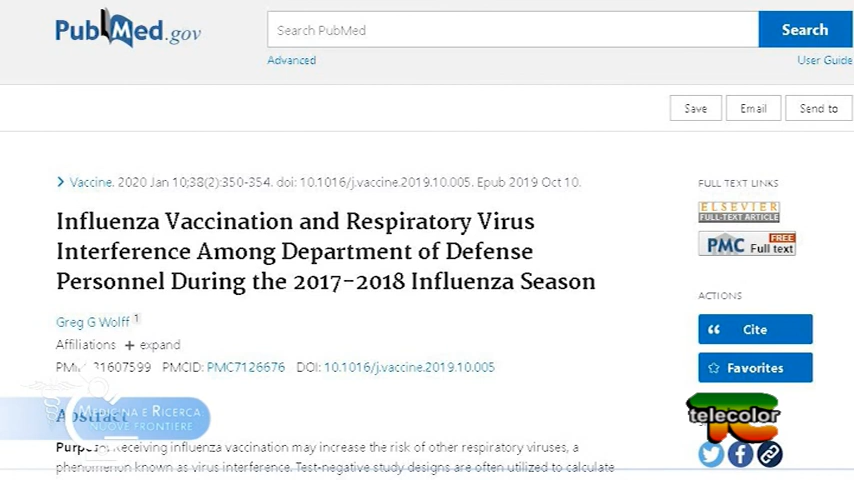 PubMed.gov
Search PubMed
Search
Advanced
User Guide
Save
Email
Send to
Vaccine. 2020 Jan 10;38(2):350-354. doi: 10.1016/j.vaccine.2019.10.005. Epub 2019 Oct 10.
Influenza Vaccination and Respiratory Virus
Interference Among Department of Defense
Personnel During the 2017-2018 Influenza Season
Greg G Wolff 1
Affiliations + expand
31607599 PMCID: PMC7126676 DOI: 10.1016/j.vaccine.2019.10.005
Abstract
Receiving influenza vaccination may increase the risk of other respiratory viruses, a
phenomenon known as virus interference. Test-negative study designs are often utilized to calculate
FULL TEXT LINKS
ELSEVIER
FULL-TEXT ARTICLE
PMC FREE
Full text
ACTIONS
Cite
Favorites
MEDICINA E RICERCA
NUOVE FRONTIERE
telecolor